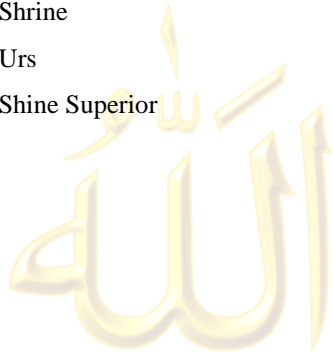 Shrine
Urs
Shine Superior
الله